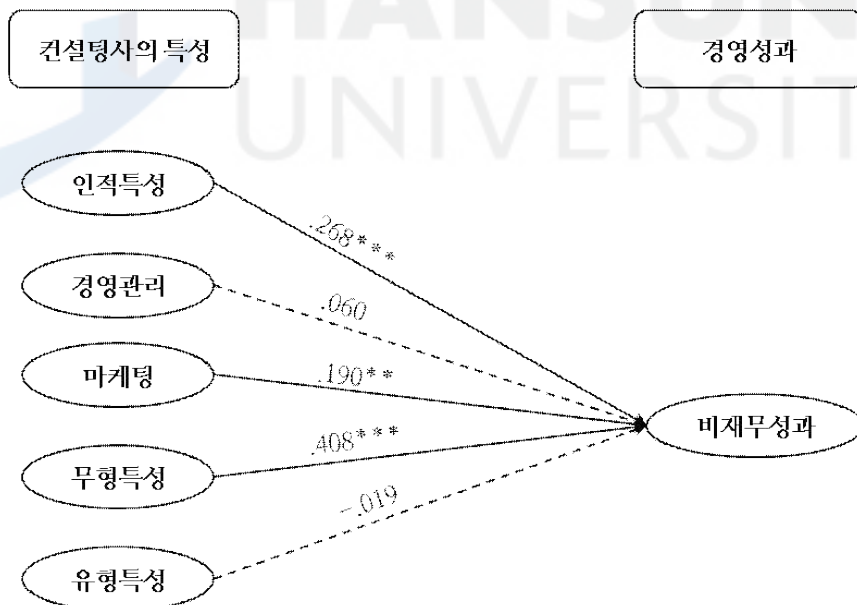 HANSUN
UNIVERSIT
컨설팅사의 특성
경영성과
인적특성
.268***
경영관리
.060
마케팅
.190**
비재무성과
무형특성
.408***
-.019
유형특성